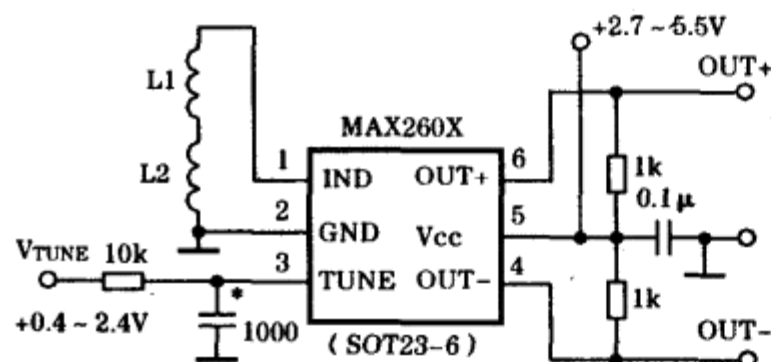 +2.7 ~ 5.5V
OUT+
L1
MAX260X
1
6
L2
IND
OUT+
1k
2
5
0.1µ
GND
Vcc
VTUNE
10k
3
4
TUNE
OUT-
1k
*
+0.4 ~ 2.4V
1000
OUT-
( SOT23-6 )